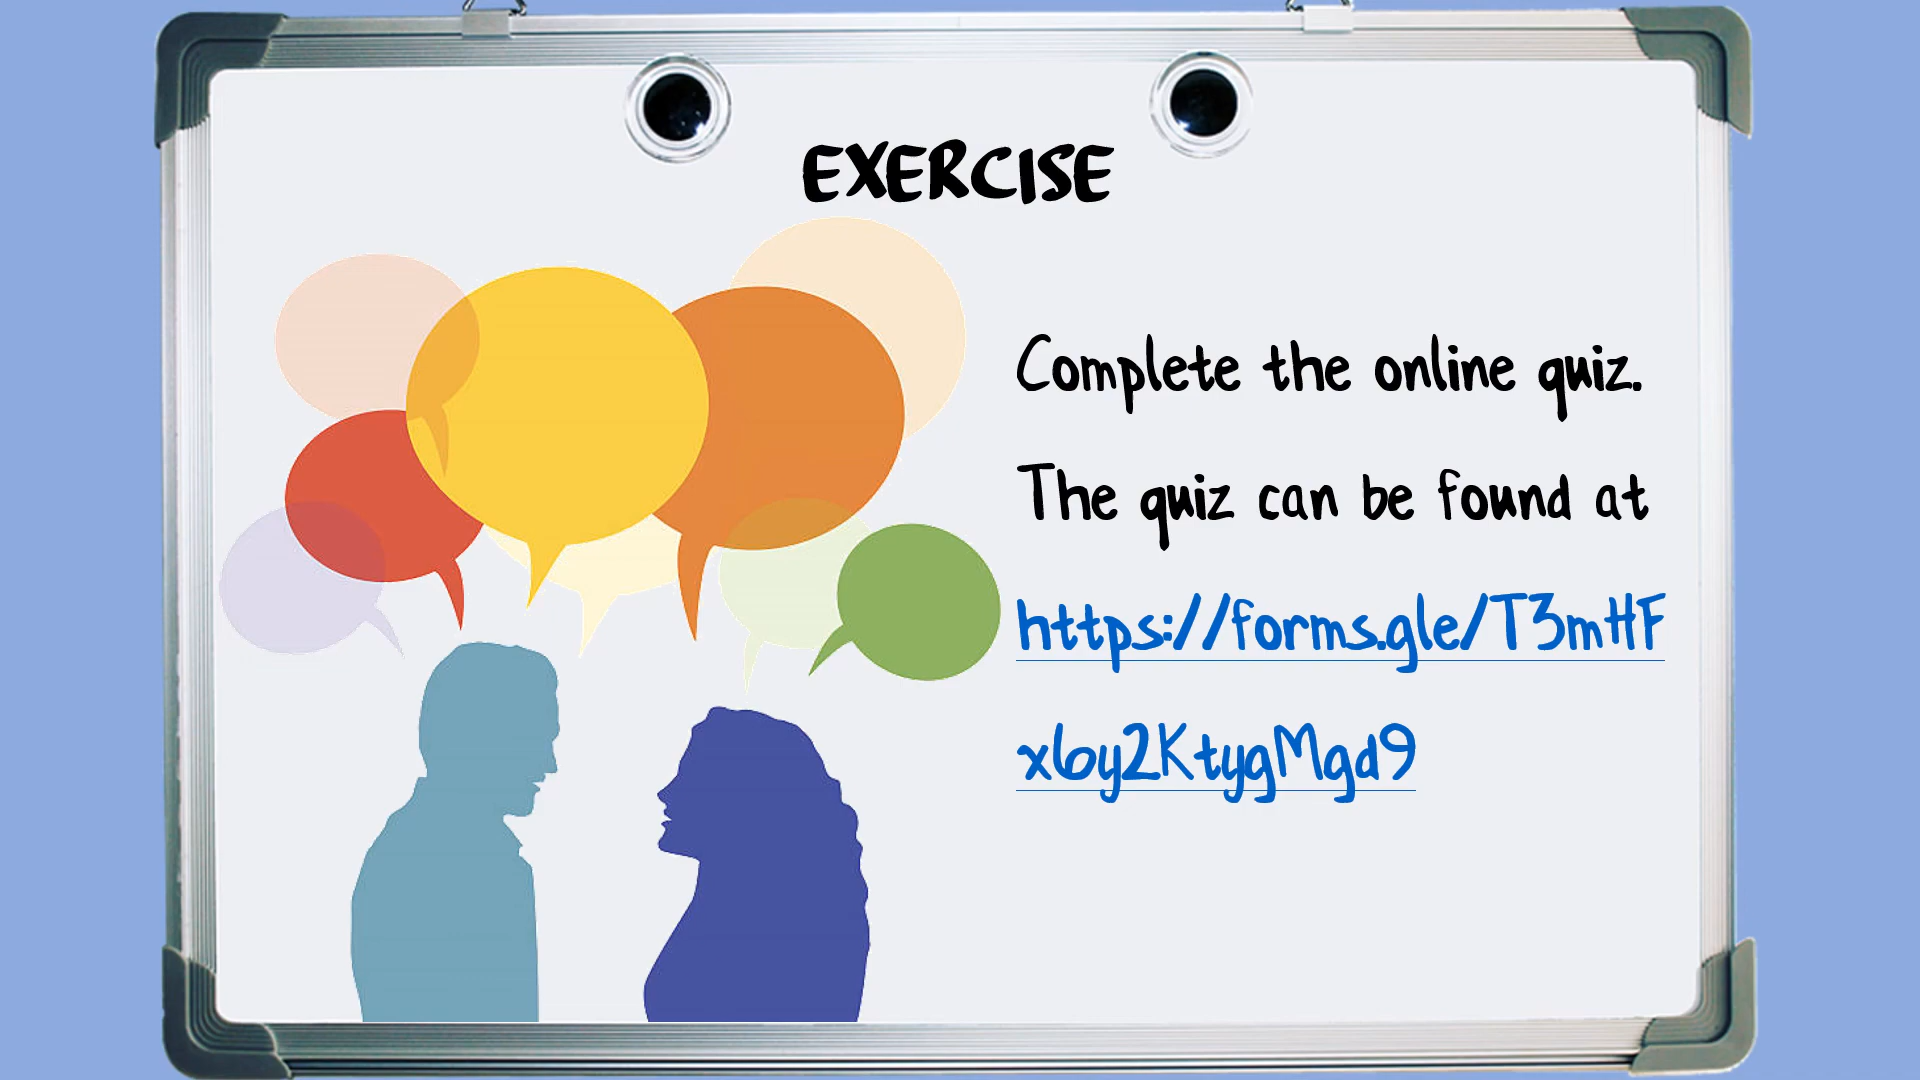 EXERCISE
Complete the online quiz.
The quiz can be found at
https://forms.gle/T3mHF
x6y2KtygMgd9